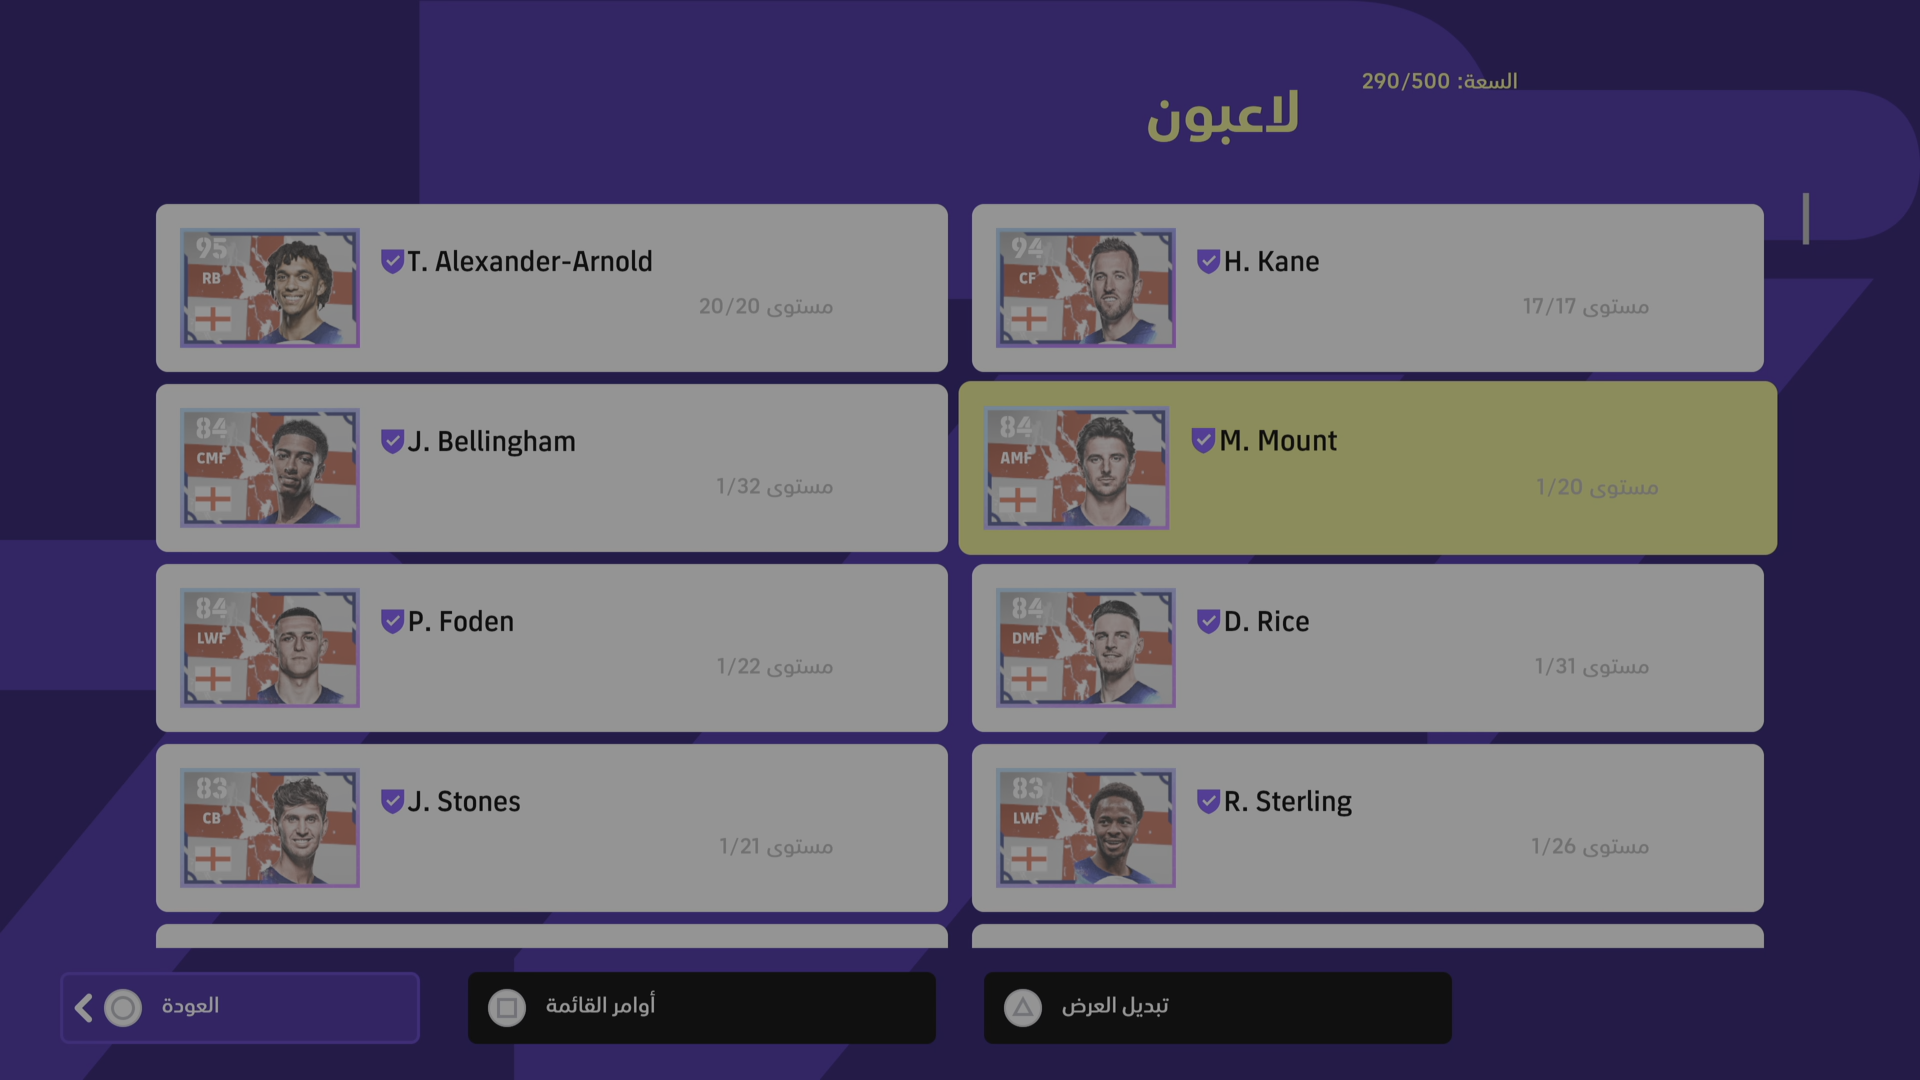 السعة: 290/500
لاعبون
95
RB
T. Alexander-Arnold
مستوى 20/20
94
CF
H. Kane
مستوى 17/17
84
CMF
J. Bellingham
مستوى 1/32
84
AMF
M. Mount
مستوى 1/20
84
LWF
P. Foden
مستوى 1/22
84
DMF
D. Rice
مستوى 1/31
83
CB
J. Stones
مستوى 1/21
83
LWF
R. Sterling
مستوى 1/26
العودة
أوامر القائمة
تبديل العرض